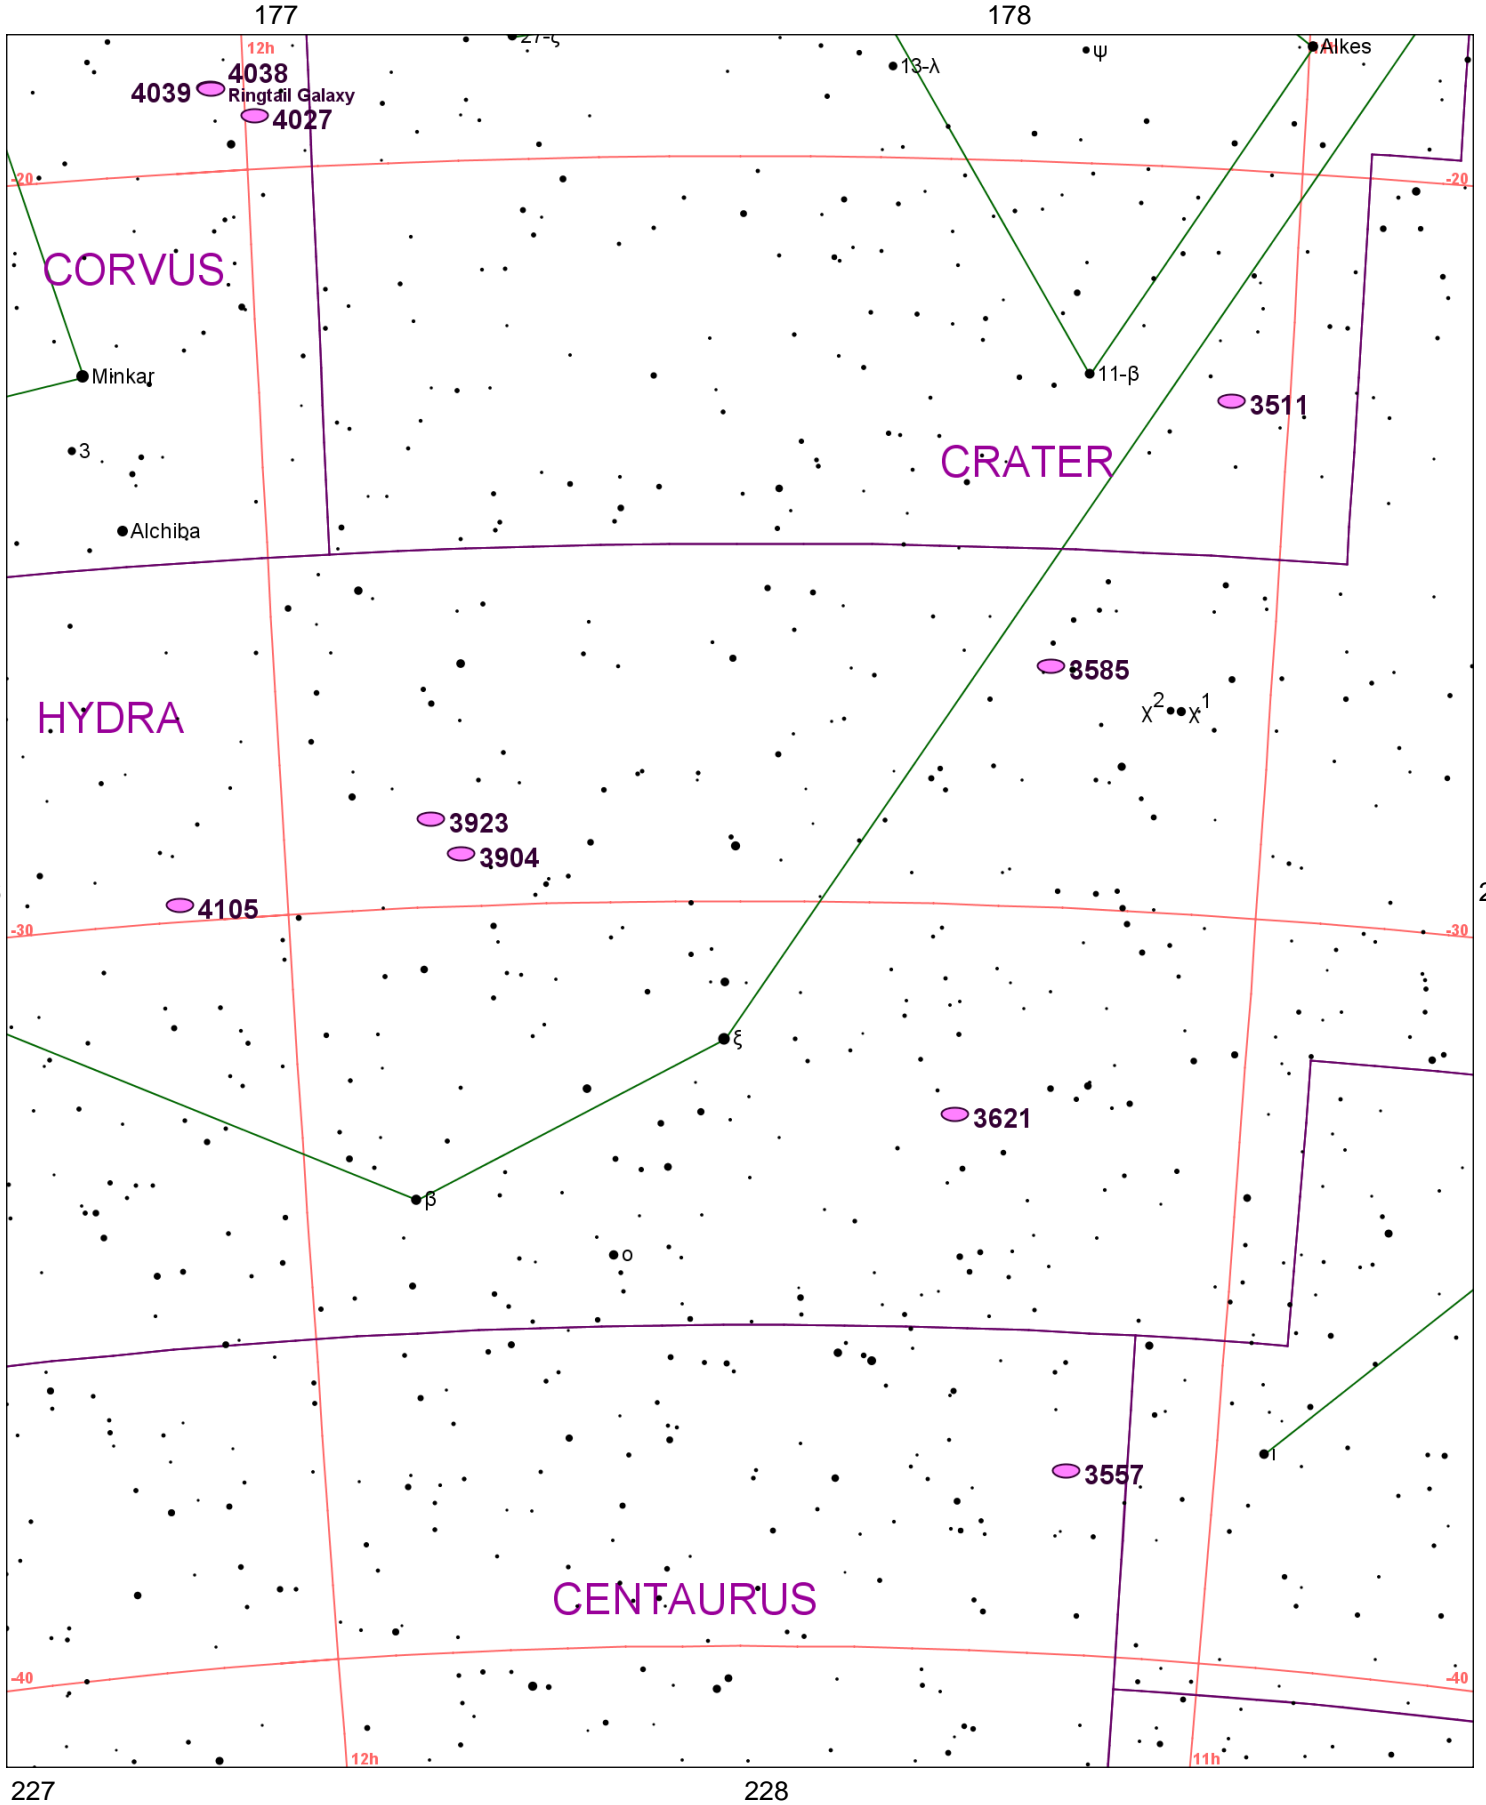 177
178
12h
27-ζ
13-λ
ψ
Alkes
4038
4039
Ringtail Galaxy
4027
-20
-20
CORVUS
Minkar
11-β
3511
3
CRATER
Alchiba
3585
χ2
χ1
HYDRA
3923
3904
4105
-30
-30
ξ
3621
β
ο
ι
3557
CENTAURUS
-40
-40
12h
11h
227
228